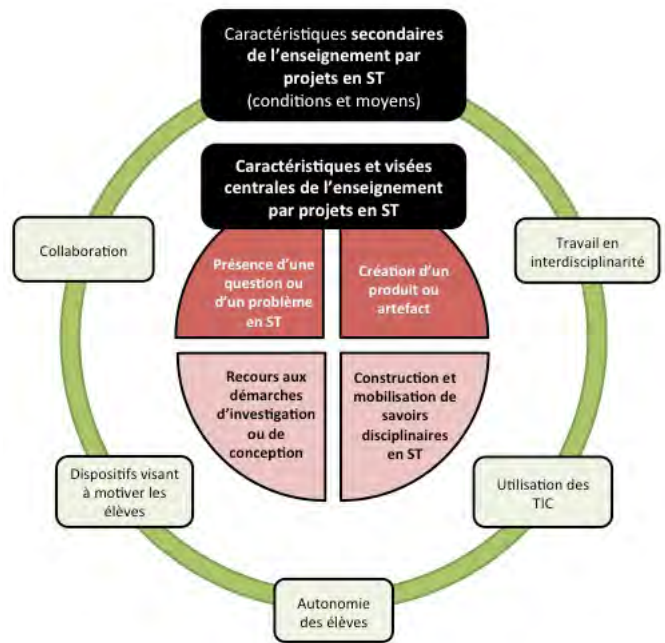 Caractéristiques secondaires
de l'enseignement par
projets en ST
(conditions et moyens)
Caractéristiques et visées
centrales de l'enseignement
par projets en ST
Collaboration
Travail en
interdisciplinarité
Présence d'une
question ou
d'un problème
en ST
Création d'un
produit ou
artefact
Recours aux
démarches
d'investigation
ou de
conception
Construction et
mobilisation de
savoirs
disciplinaires
en ST
Dispositifs visant
à motiver les
élèves
Utilisation des
TIC
Autonomie
des élèves